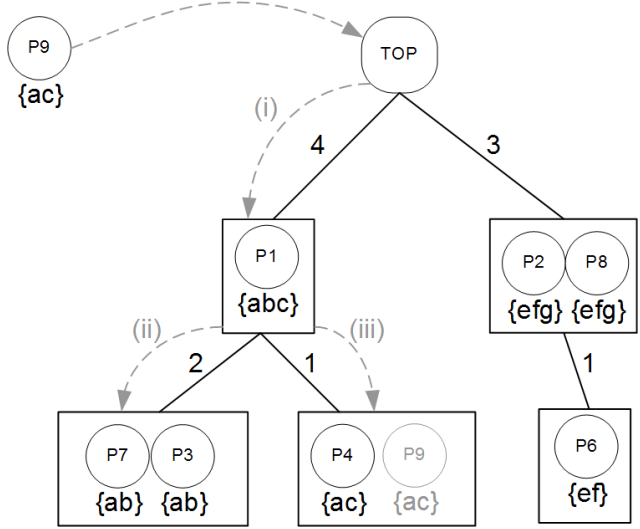 P9
TOP
{ac}
(i)
4
3
P1
P2
P8
{abc}
{efg} {efg}
(ii)
(iii)
2
1
1
P7
P3
P4
P9
P6
{ab} {ab}
{ac}
{ac}
{ef}